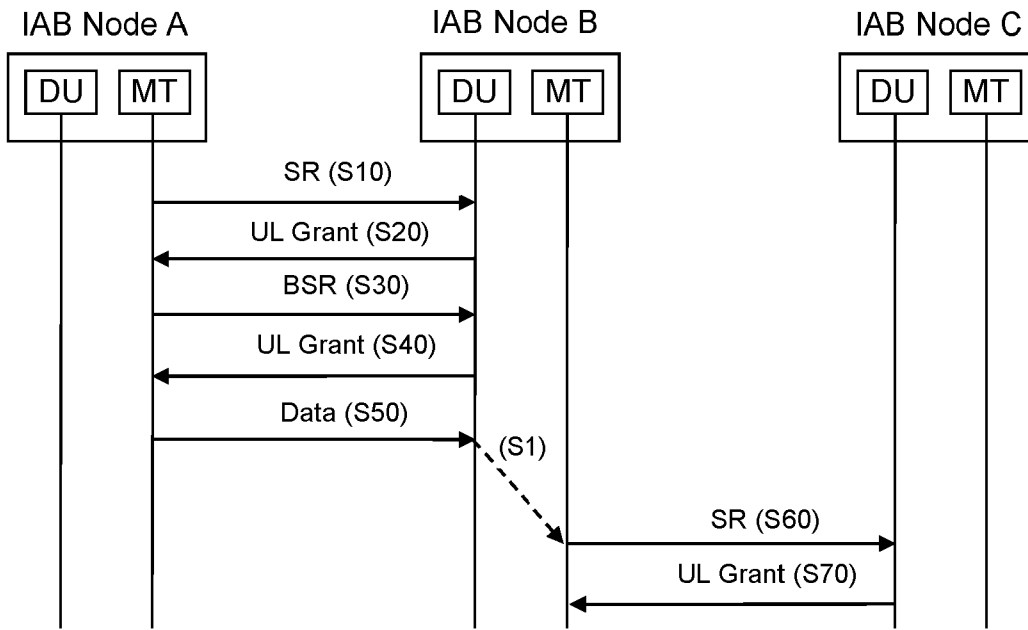 IAB Node A
IAB Node B
IAB Node C
DU
MT
DU
MT
DU
MT
SR (S10)
UL Grant (S20)
BSR (S30)
UL Grant (S40)
Data (S50)
(S1)
SR (S60)
UL Grant (S70)